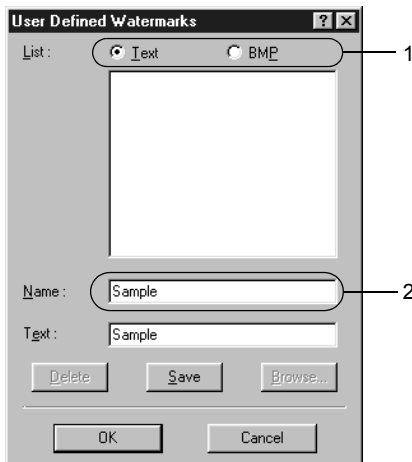 User Defined Watermarks
List : Text BMP 1
Name : Sample 2
Text : Sample
Delete Save Browse...
OK Cancel